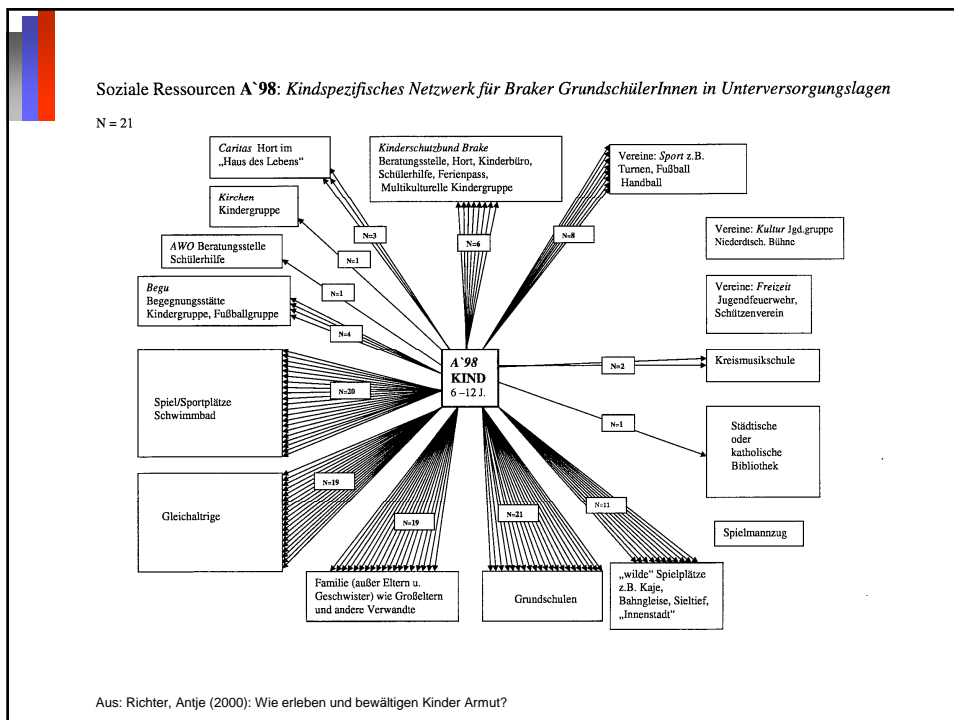 Soziale Ressourcen A`98: Kindspezifisches Netzwerk für Braker GrundschülerInnen in Unterversorgungslagen
N = 21
Caritas Hort im
„Haus des Lebens"
Kinderschutzbund Brake
Beratungsstelle, Hort, Kinderbüro,
Schülerhilfe, Ferienpass,
Multikulturelle Kindergruppe
Vereine: Sport z.B.
Turnen, Fußball
Handball
Kirchen
Kindergruppe
Vereine: Kultur Jgd.gruppe
Niederdtsch. Bühne
AWO Beratungsstelle
Schülerhilfe
Begu
Begegnungsstätte
Kindergruppe, Fußballgruppe
Vereine: Freizeit
Jugendfeuerwehr,
Schützenverein
N=3
N=6
N=8
N=1
N=1
N=4
A`98
KIND
6 –12 J.
N=2
Kreismusikschule
Spiel/Sportplätze
Schwimmbad
N=20
N=1
Städtische
oder
katholische
Bibliothek
Gleichaltrige
N=19
N=19
N=21
N=11
Spielmannzug
Familie (außer Eltern u.
Geschwister) wie Großeltern
und andere Verwandte
Grundschulen
„wilde" Spielplätze
z.B. Kaje,
Bahngleise, Sieltief,
„Innenstadt"
Aus: Richter, Antje (2000): Wie erleben und bewältigen Kinder Armut?